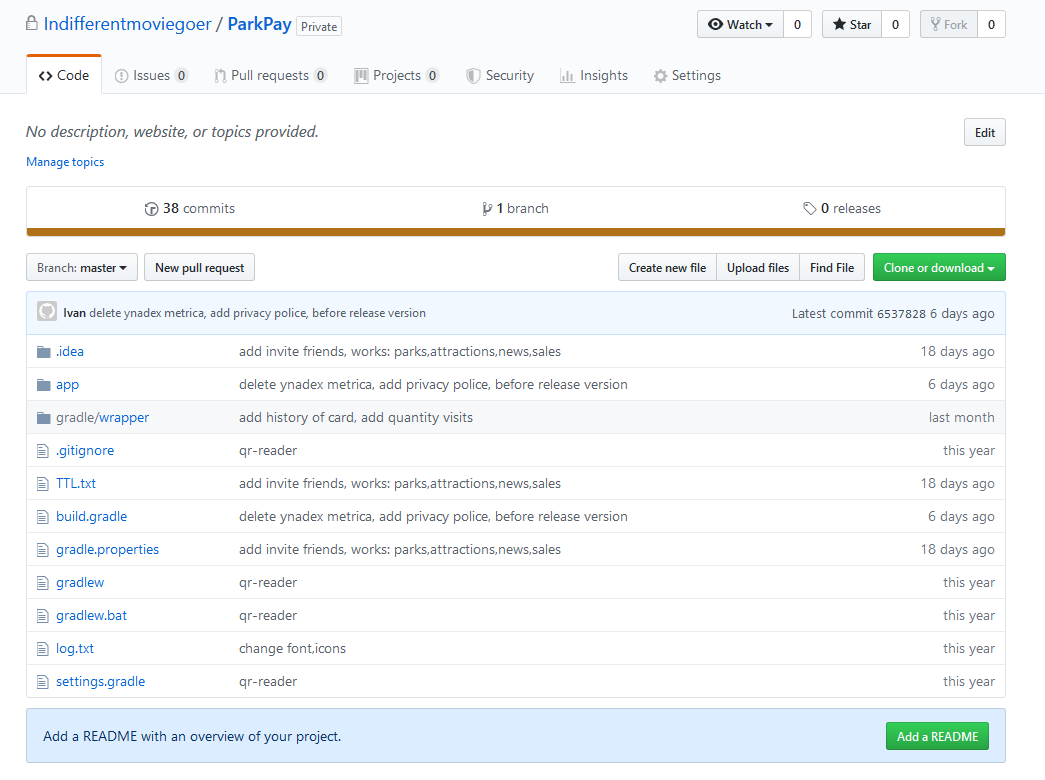 Indifferentmoviegoer / ParkPay Private Watch 0 Star 0 Fork 0
Code Issues 0 Pull requests 0 Projects 0 Security Insights Settings
No description, website, or topics provided. Edit
Manage topics
38 commits 1 branch 0 releases
Branch: master New pull request Create new file Upload files Find File Clone or download
Ivan delete ynadex metrica, add privacy police, before release version Latest commit 6537828 6 days ago
.idea add invite friends, works: parks,attractions,news,sales 18 days ago
app delete ynadex metrica, add privacy police, before release version 6 days ago
gradle/wrapper add history of card, add quantity visits last month
.gitignore qr-reader this year
TTL.txt add invite friends, works: parks,attractions,news,sales 18 days ago
build.gradle delete ynadex metrica, add privacy police, before release version 6 days ago
gradle.properties add invite friends, works: parks,attractions,news,sales 18 days ago
gradlew qr-reader this year
gradlew.bat qr-reader this year
log.txt change font,icons this year
settings.gradle qr-reader this year
Add a README with an overview of your project. Add a README